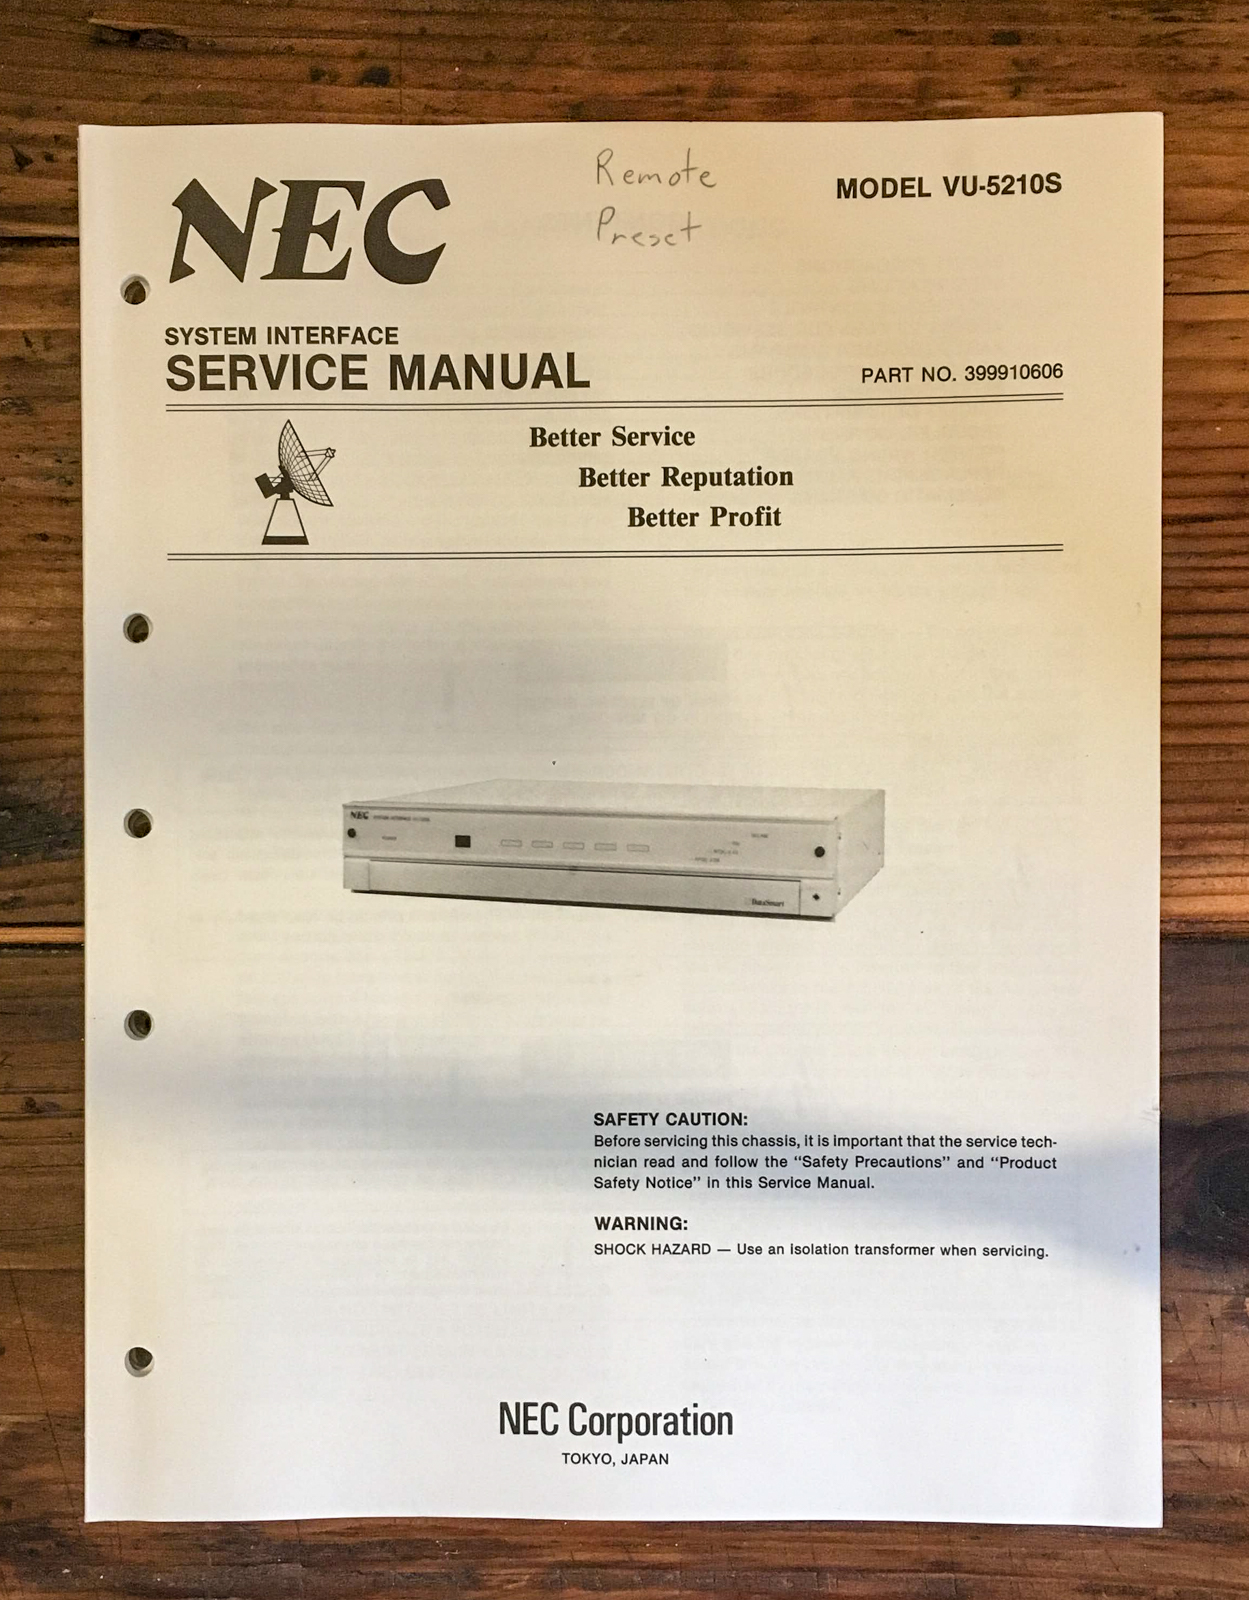 NEC
Remote
Preset
MODEL VU-5210S
SYSTEM INTERFACE
SERVICE MANUAL
PART NO. 399910606
Better Service
Better Reputation
Better Profit
NEC
SAFETY CAUTION:
Before servicing this chassis, it is important that the service tech-
nician read and follow the “Safety Precautions” and “Product
Safety Notice” in this Service Manual.
WARNING:
SHOCK HAZARD — Use an isolation transformer when servicing.
NEC Corporation
TOKYO, JAPAN